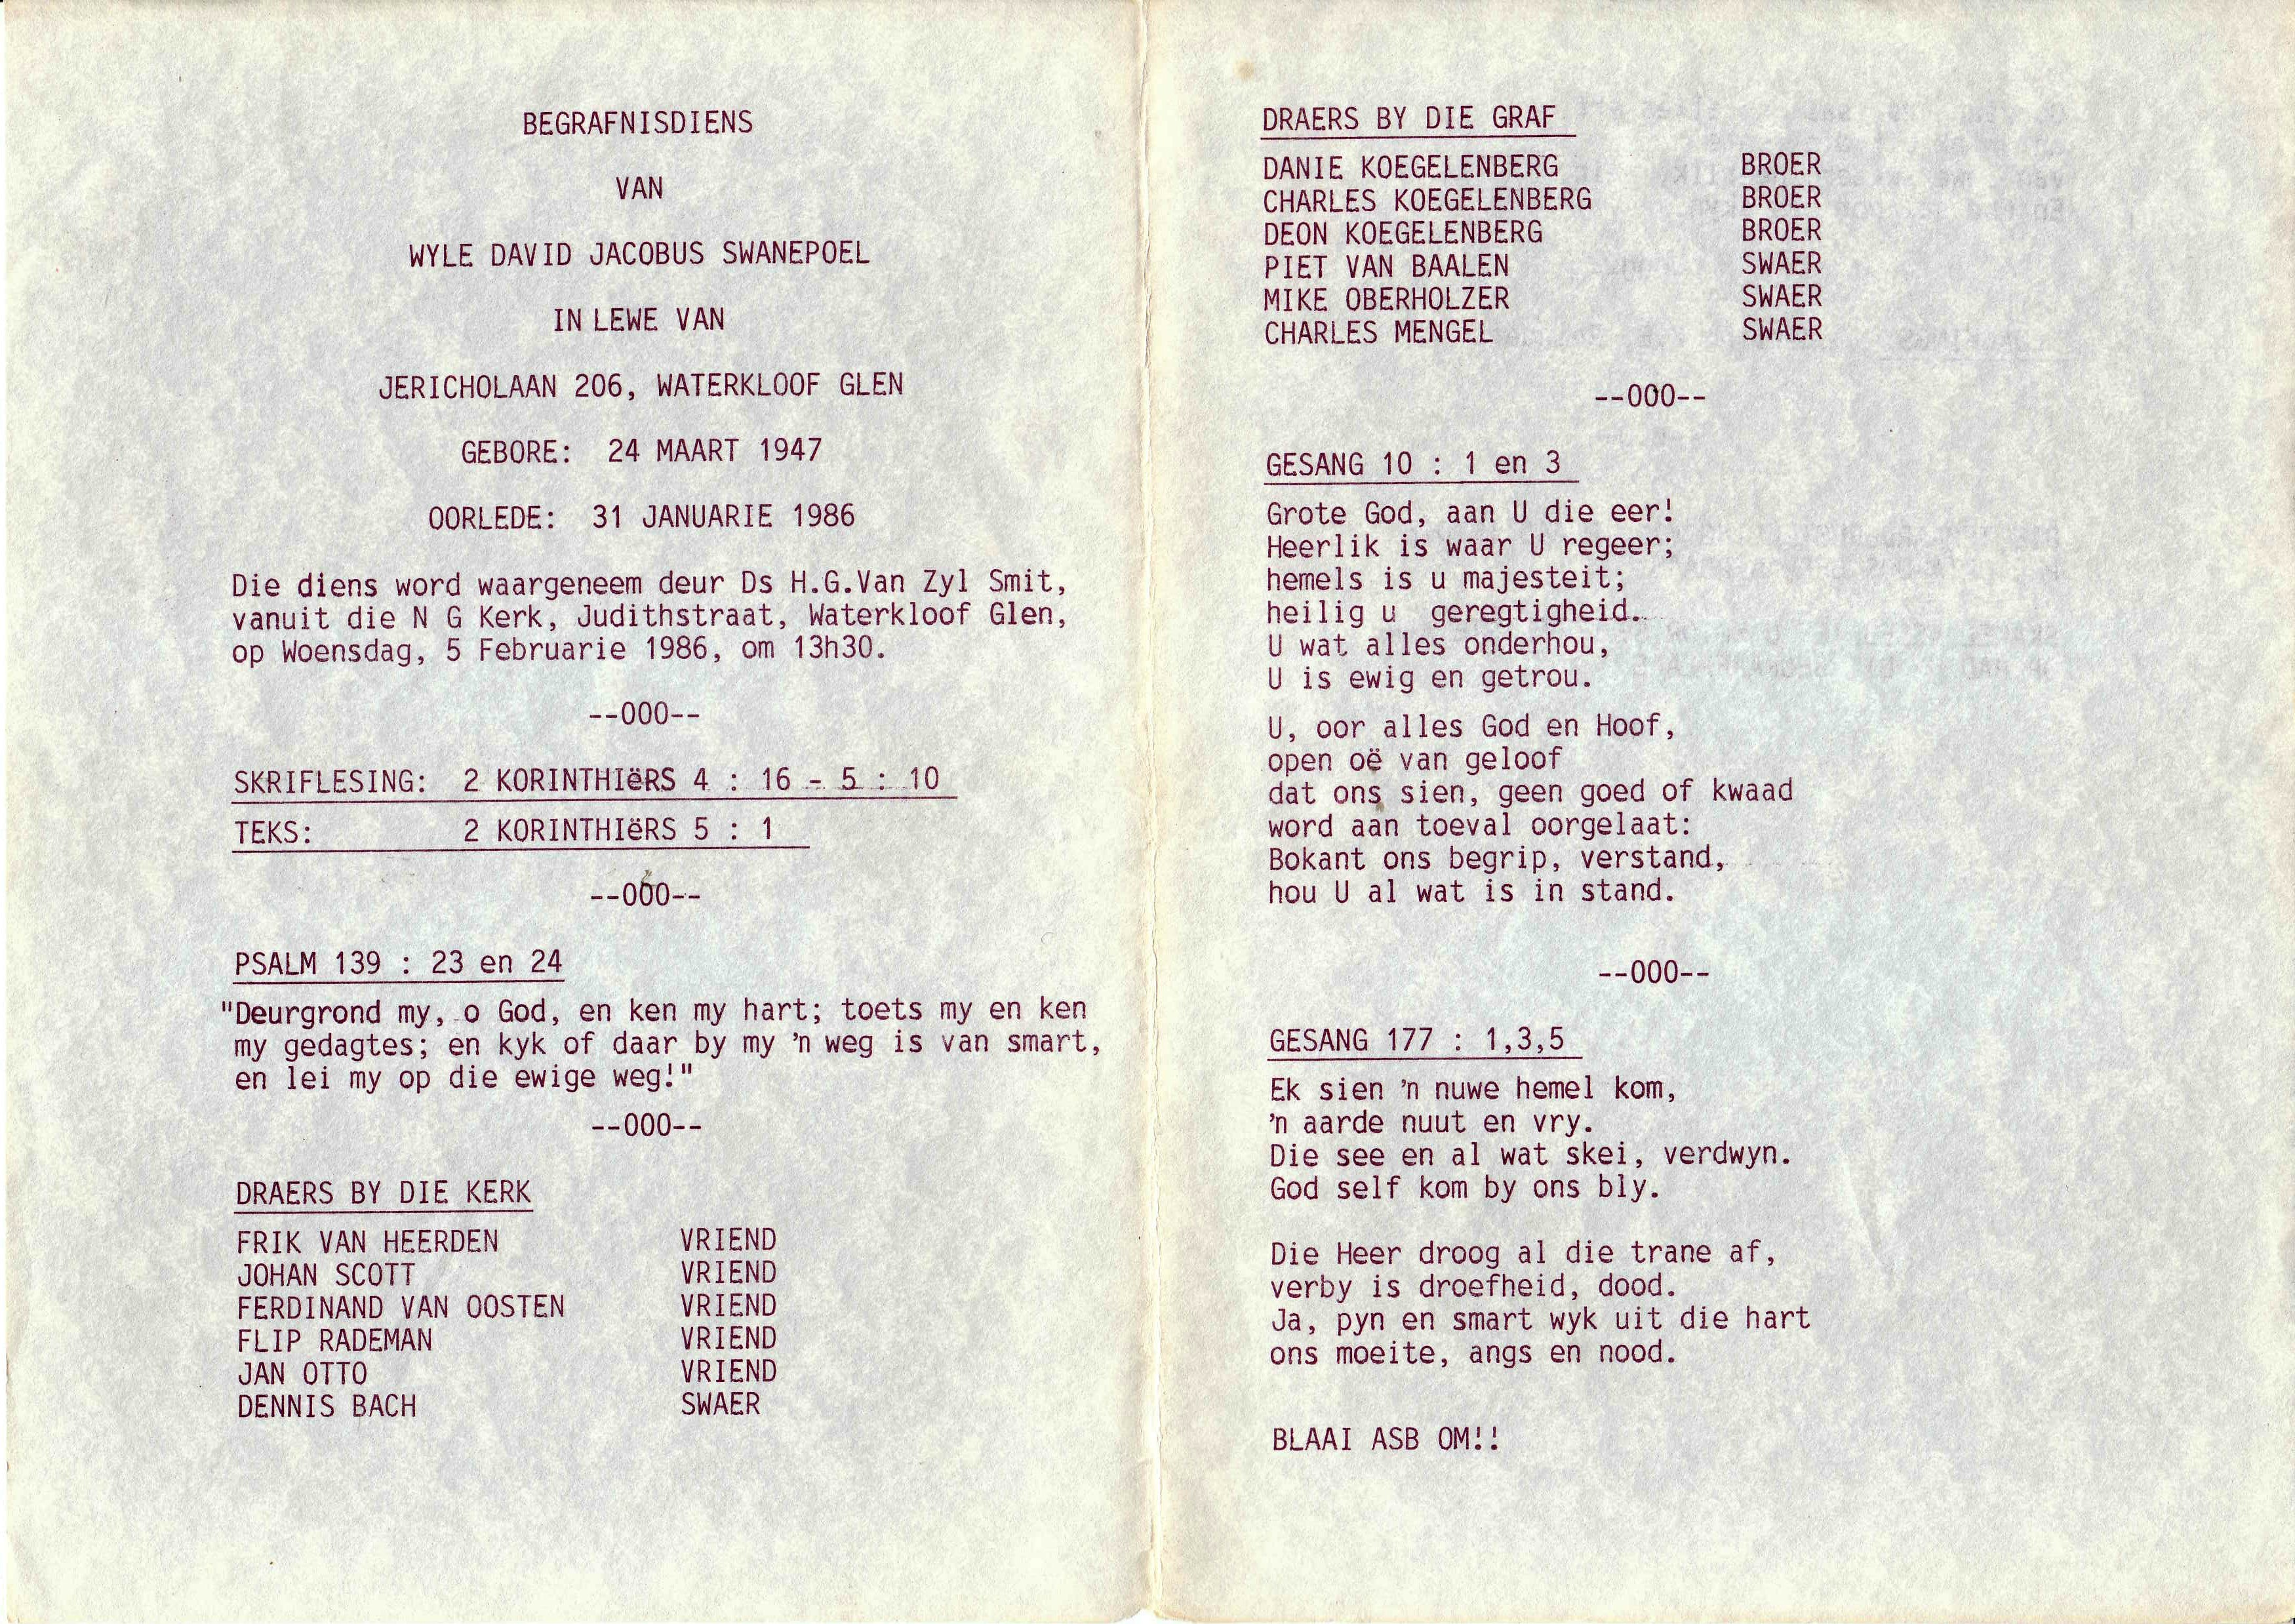 BEGRAFNISDIENS
VAN
WYLE DAVID JACOBUS SWANEPOEL
IN LEWE VAN
JERICHOLAAN 206, WATERKLOOF GLEN
GEBORE: 24 MAART 1947
OORLEDE: 31 JANUARIE 1986
Die diens word waargeneem deur Ds H.G.Van Zyl Smit,
vanuit die N G Kerk, Judithstraat, Waterkloof Glen,
op Woensdag, 5 Februarie 1986, om 13h30.
--000--
SKRIFLESING: 2 KORINTHIëRS 4 : 16 - 5 : 10
TEKS: 2 KORINTHIëRS 5 : 1
--000--
PSALM 139 : 23 en 24
"Deurgrond my, o God, en ken my hart; toets my en ken
my gedagtes; en kyk of daar by my 'n weg is van smart,
en lei my op die ewige weg!"
--000--
DRAERS BY DIE KERK
FRIK VAN HEERDEN VRIEND
JOHAN SCOTT VRIEND
FERDINAND VAN OOSTEN VRIEND
FLIP RADEMAN VRIEND
JAN OTTO VRIEND
DENNIS BACH SWAER
DRAERS BY DIE GRAF
DANIE KOEGELENBERG BROER
CHARLES KOEGELENBERG BROER
DEON KOEGELENBERG BROER
PIET VAN BAALEN SWAER
MIKE OBERHOLZER SWAER
CHARLES MENGEL SWAER
--000--
GESANG 10 : 1 en 3
Grote God, aan U die eer!
Heerlik is waar U regeer;
hemels is u majesteit;
heilig u geregtigheid.
U wat alles onderhou,
U is ewig en getrou.
U, oor alles God en Hoof,
open oë van geloof
dat ons sien, geen goed of kwaad
word aan toeval oorgelaat:
Bokant ons begrip, verstand,
hou U al wat is in stand.
--000--
GESANG 177 : 1,3,5
Ek sien 'n nuwe hemel kom,
'n aarde nuut en vry.
Die see en al wat skei, verdwyn.
God self kom by ons bly.
Die Heer droog al die trane af,
verby is droefheid, dood.
Ja, pyn en smart wyk uit die hart
ons moeite, angs en nood.
BLAAI ASB OM!!